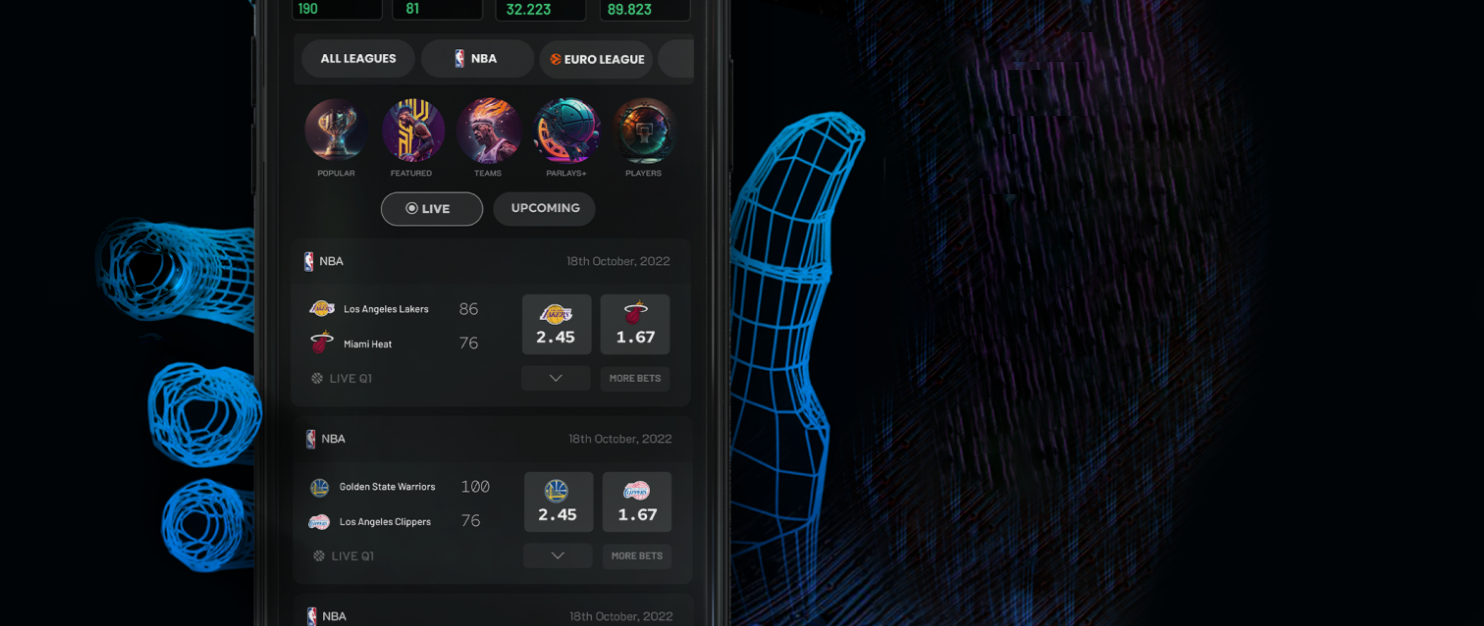 190 81 32.223 89.823
ALL LEAGUES NBA EURO LEAGUE
POPULAR FEATURED TEAMS PARLAYS+ PLAYERS
LIVE UPCOMING
NBA 18th October, 2022
Los Angeles Lakers 86
Miami Heat 76
2.45 1.67
LIVE Q1 MORE BETS
NBA 18th October, 2022
Golden State Warriors 100
Los Angeles Clippers 76
2.45 1.67
LIVE Q1 MORE BETS
NBA 18th October, 2022